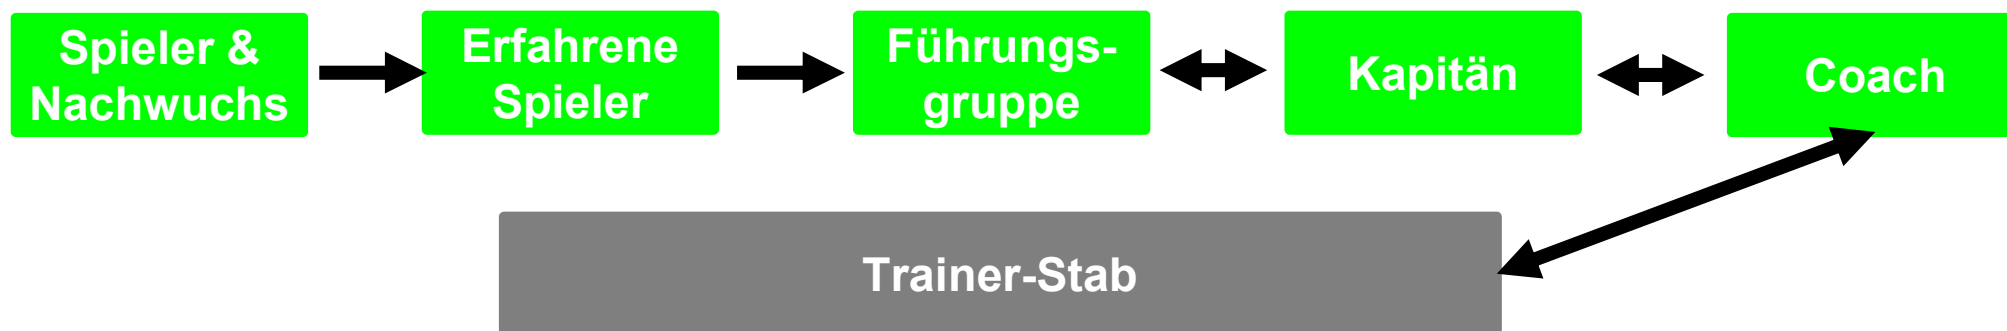 Spieler &
Nachwuchs
Erfahrene
Spieler
Führungs-
gruppe
Kapitän
Coach
Trainer-Stab